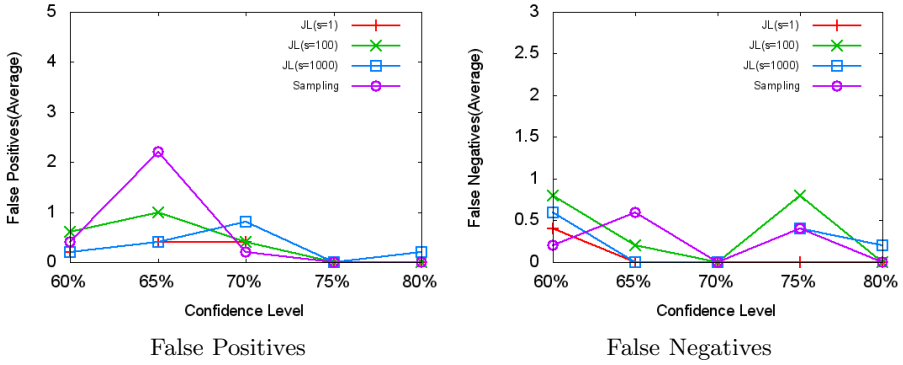 5
4
3
2
1
0
False Positives(Average)
JL(s=1)
JL(s=100)
JL(s=1000)
Sampling
60% 65% 70% 75% 80%
Confidence Level
False Positives
3
2.5
2
1.5
1
0.5
0
False Negatives(Average)
JL(s=1)
JL(s=100)
JL(s=1000)
Sampling
60% 65% 70% 75% 80%
Confidence Level
False Negatives